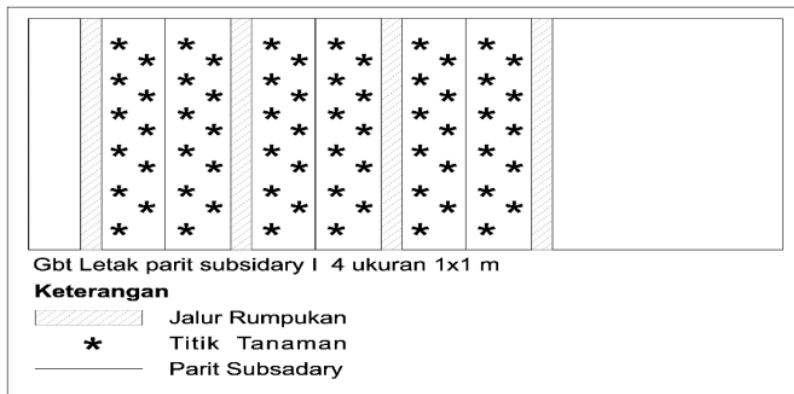 Gbt Letak parit subsidary I 4 ukuran 1x1 m
Keterangan
Jalur Rumpukan
Titik Tanaman
Parit Subsadary